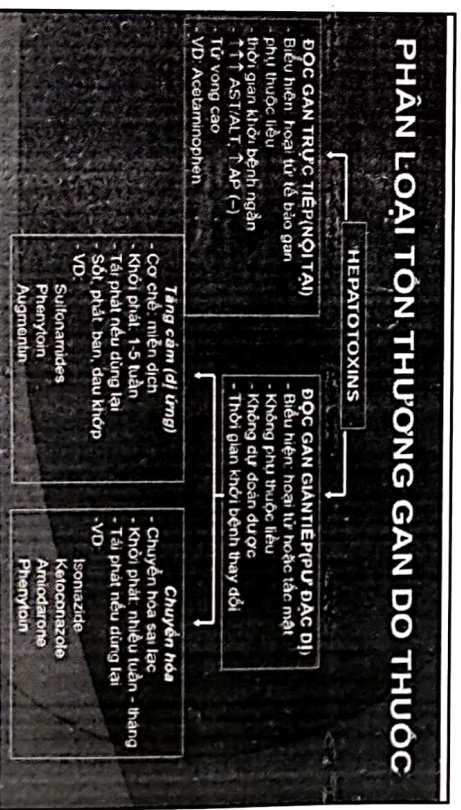 PHÂN LOẠI TỔN THƯƠNG GAN DO THUỐC
HEPATOTOXINS
ĐỘC GAN TRỰC TIẾP(NỘI TẠI)
- Biểu hiện: hoại tử tế bào gan
- phụ thuộc liều
- thời gian khởi bệnh ngắn
- ↑↑↑ AST/ALT, ↑ AP (–)
- Tử vong cao
- VD: Acetaminophen
ĐỘC GAN GIÁN TIẾP(PƯ ĐẶC DỊ)
- Biểu hiện: hoại tử hoặc tắc mật
- Không phụ thuộc liều
- Không dự đoán được
- Thời gian khởi bệnh thay đổi
Tăng cảm (dị ứng)
- Cơ chế: miễn dịch
- Khởi phát: 1-5 tuần
- Tái phát nếu dùng lại
- Sốt, phát ban, đau khớp
- VD:
Sulfonamides
Phenytoin
Augmentin
Chuyển hóa
- Chuyển hóa sai lạc
- Khởi phát: nhiều tuần - tháng
- Tái phát nếu dùng lại
-VD:
Isoniazide
Ketoconazole
Amiodarone
Phenytoin